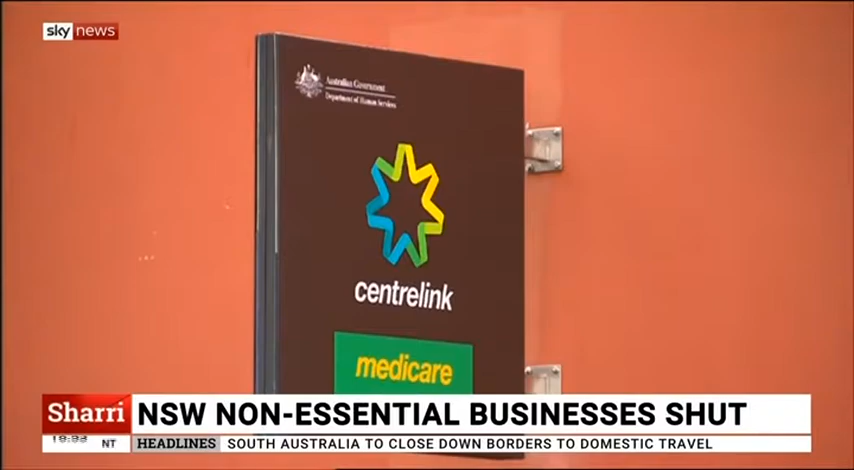 sky news
Australian Government
Department of Human Services
centrelink
medicare
Sharri
NSW NON-ESSENTIAL BUSINESSES SHUT
NT
HEADLINES
SOUTH AUSTRALIA TO CLOSE DOWN BORDERS TO DOMESTIC TRAVEL